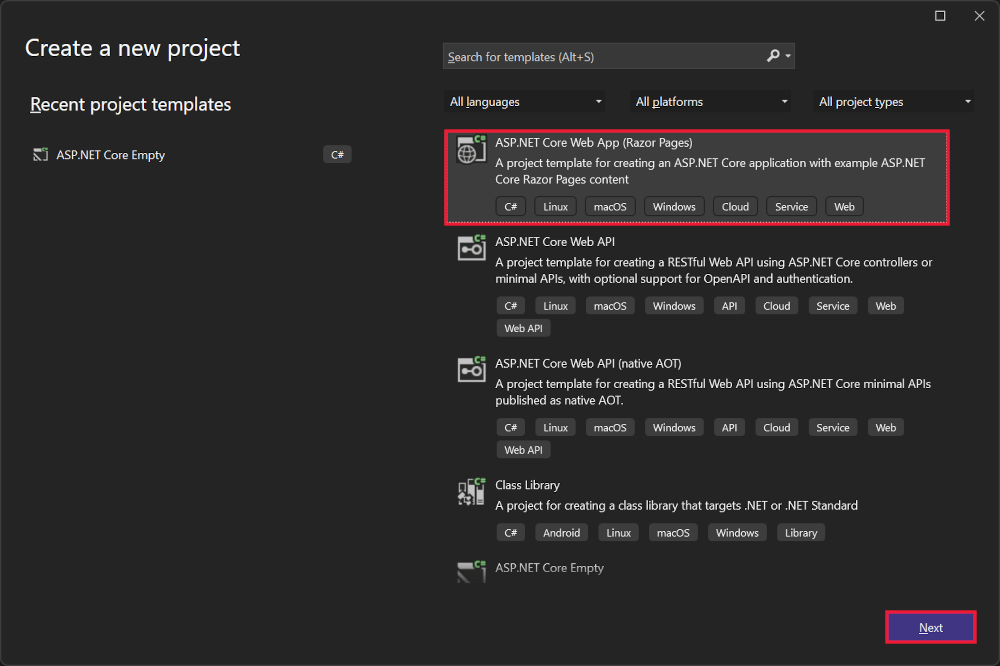 Create a new project
Search for templates (Alt+S)
Recent project templates
All languages
All platforms
All project types
ASP.NET Core Empty
C#
ASP.NET Core Web App (Razor Pages)
A project template for creating an ASP.NET Core application with example ASP.NET
Core Razor Pages content
C# Linux macOS Windows Cloud Service Web
ASP.NET Core Web API
A project template for creating a RESTful Web API using ASP.NET Core controllers or
minimal APIs, with optional support for OpenAPI and authentication.
C# Linux macOS Windows API Cloud Service Web
Web API
ASP.NET Core Web API (native AOT)
A project template for creating a RESTful Web API using ASP.NET Core minimal APIs
published as native AOT.
C# Linux macOS Windows API Cloud Service Web
Web API
Class Library
A project for creating a class library that targets .NET or .NET Standard
C# Android Linux macOS Windows Library
ASP.NET Core Empty
Next